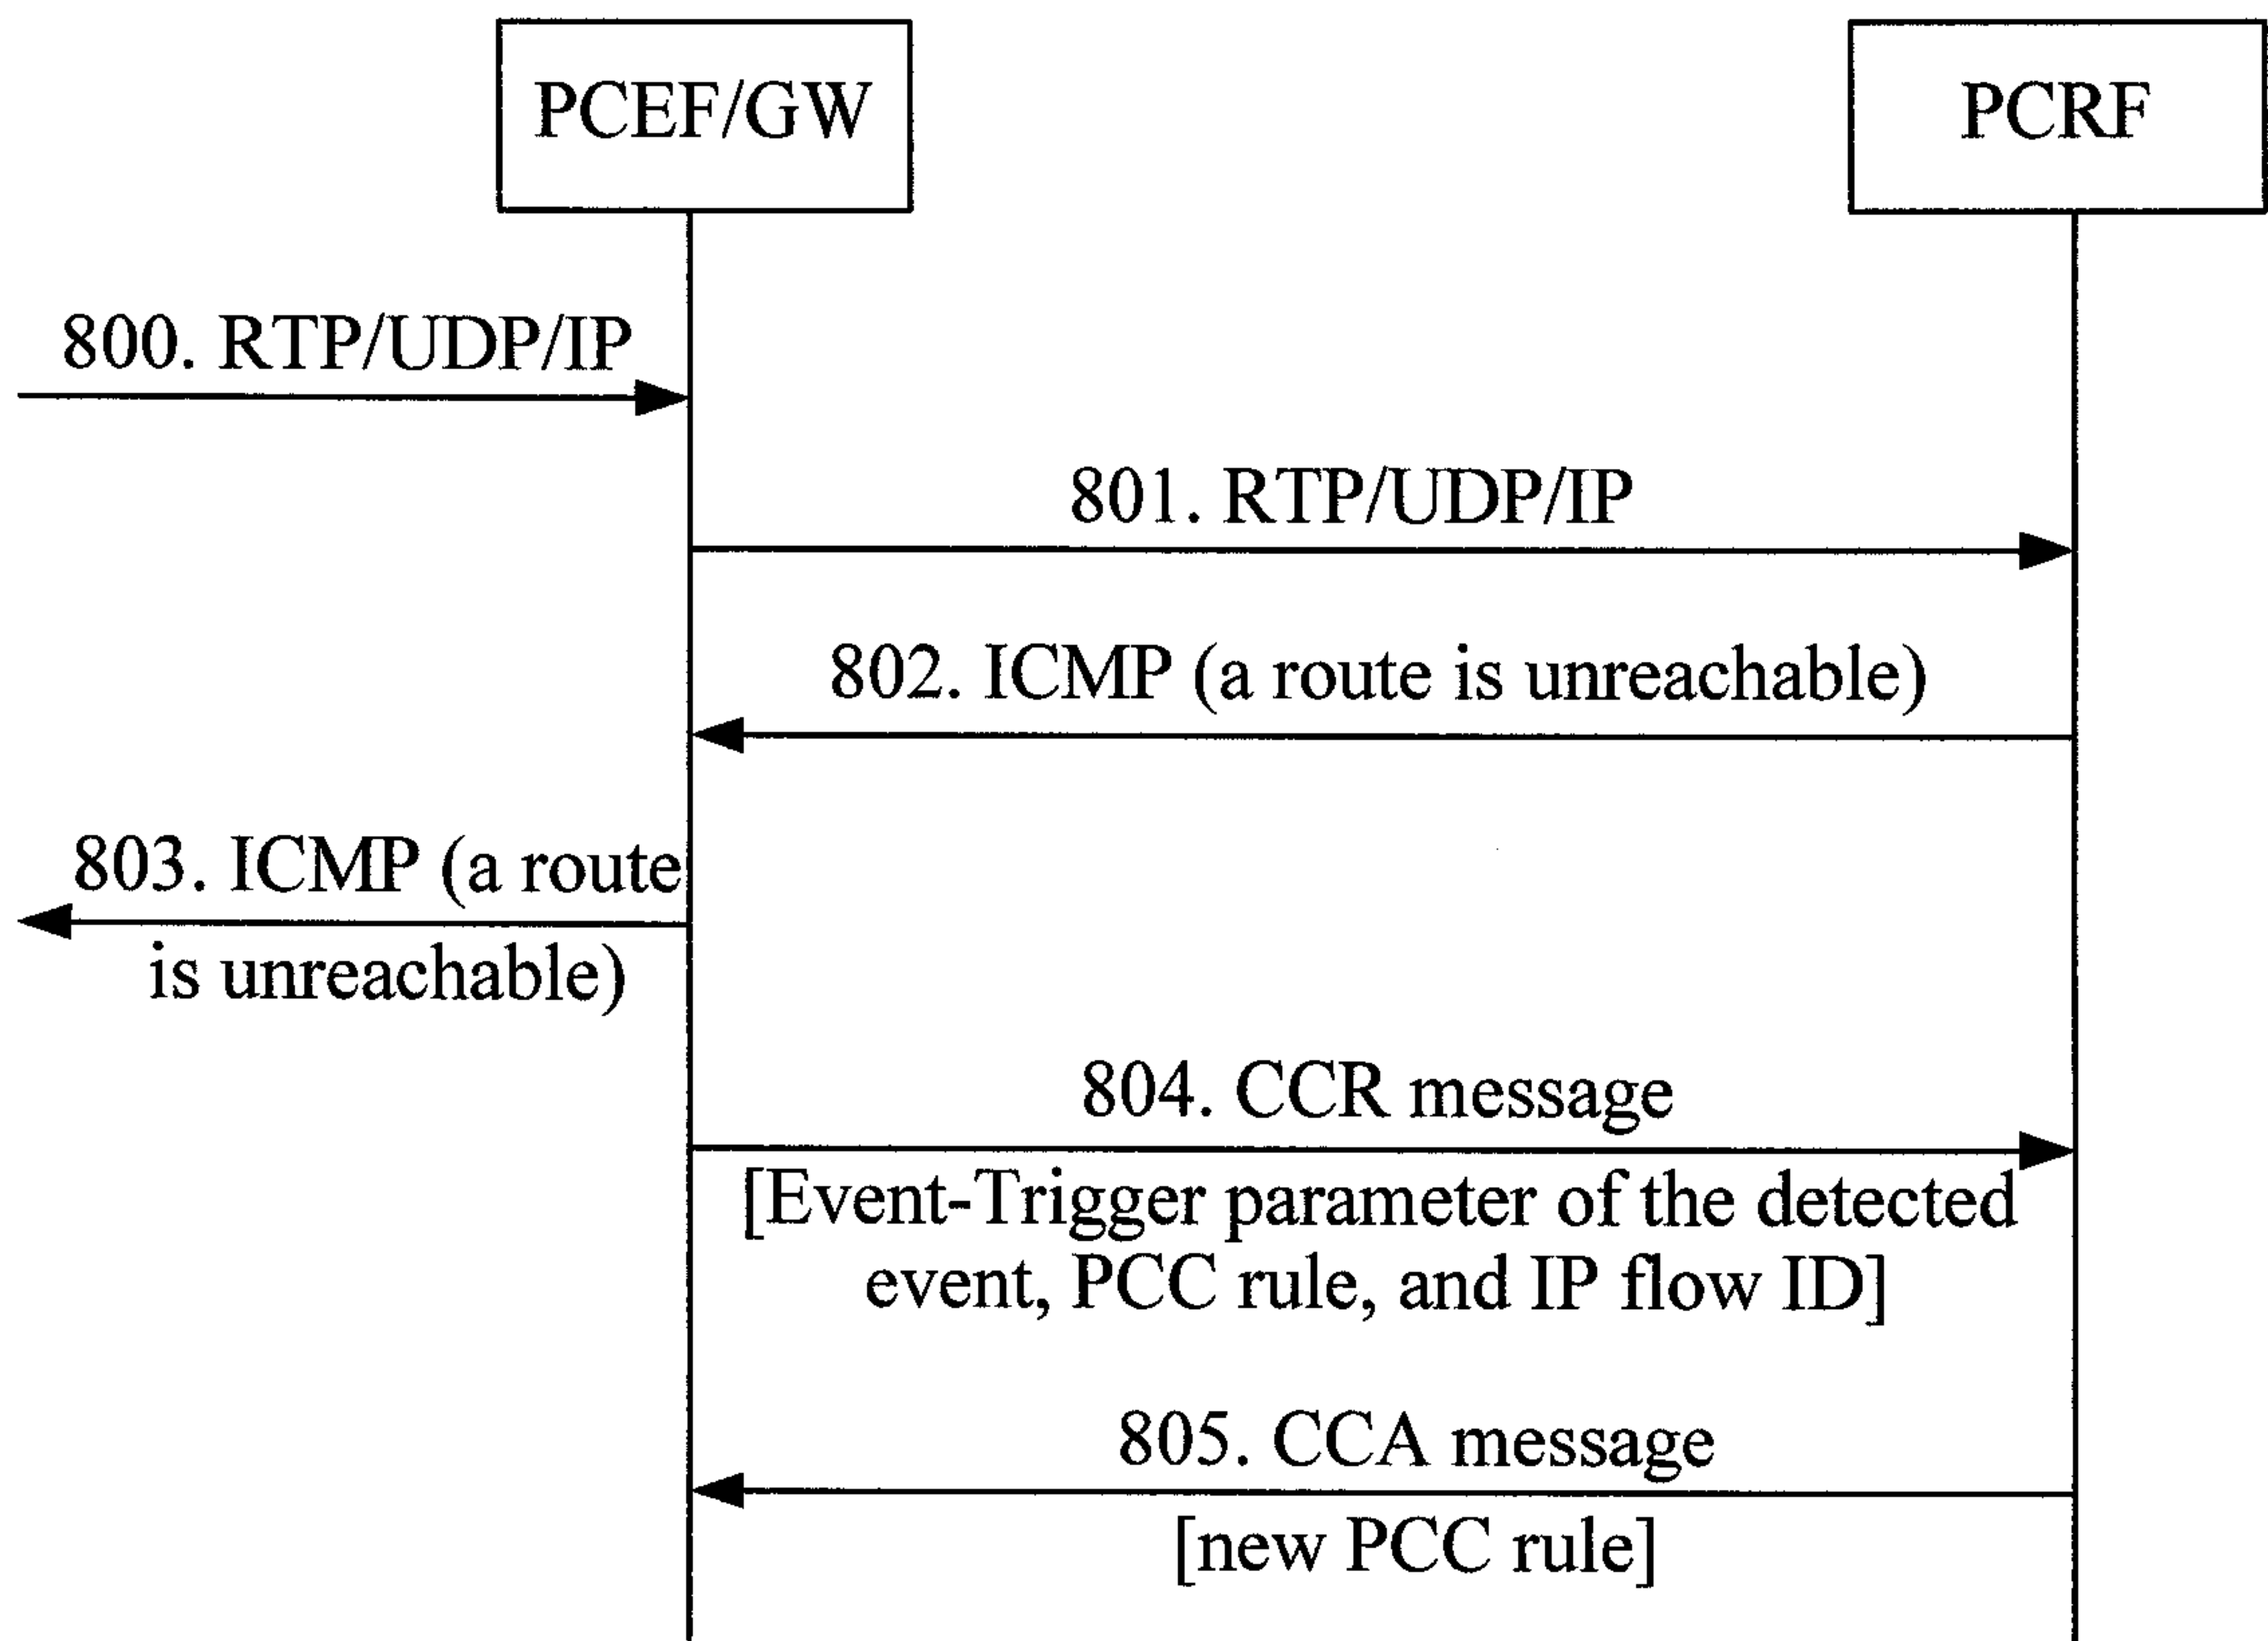 PCEF/GW
PCRF
800. RTP/UDP/IP
801. RTP/UDP/IP
802. ICMP (a route is unreachable)
803. ICMP (a route
is unreachable)
804. CCR message
[Event-Trigger parameter of the detected
event, PCC rule, and IP flow ID]
805. CCA message
[new PCC rule]